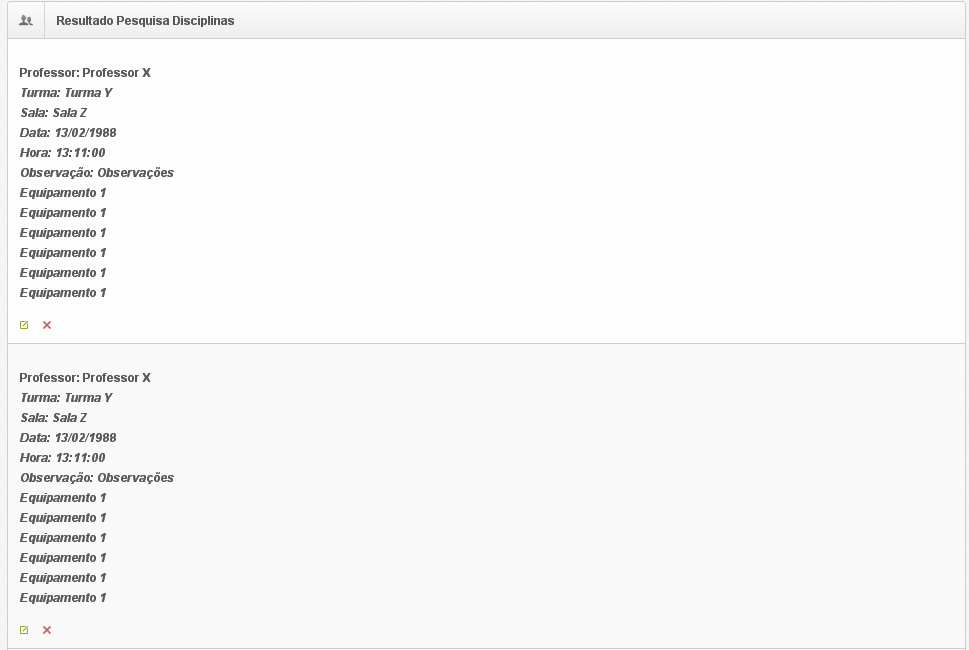 Resultado Pesquisa Disciplinas
Professor: Professor X
Turma: Turma Y
Sala: Sala Z
Data: 13/02/1988
Hora: 13:11:00
Observação: Observações
Equipamento 1
Equipamento 1
Equipamento 1
Equipamento 1
Equipamento 1
Equipamento 1
Professor: Professor X
Turma: Turma Y
Sala: Sala Z
Data: 13/02/1988
Hora: 13:11:00
Observação: Observações
Equipamento 1
Equipamento 1
Equipamento 1
Equipamento 1
Equipamento 1
Equipamento 1